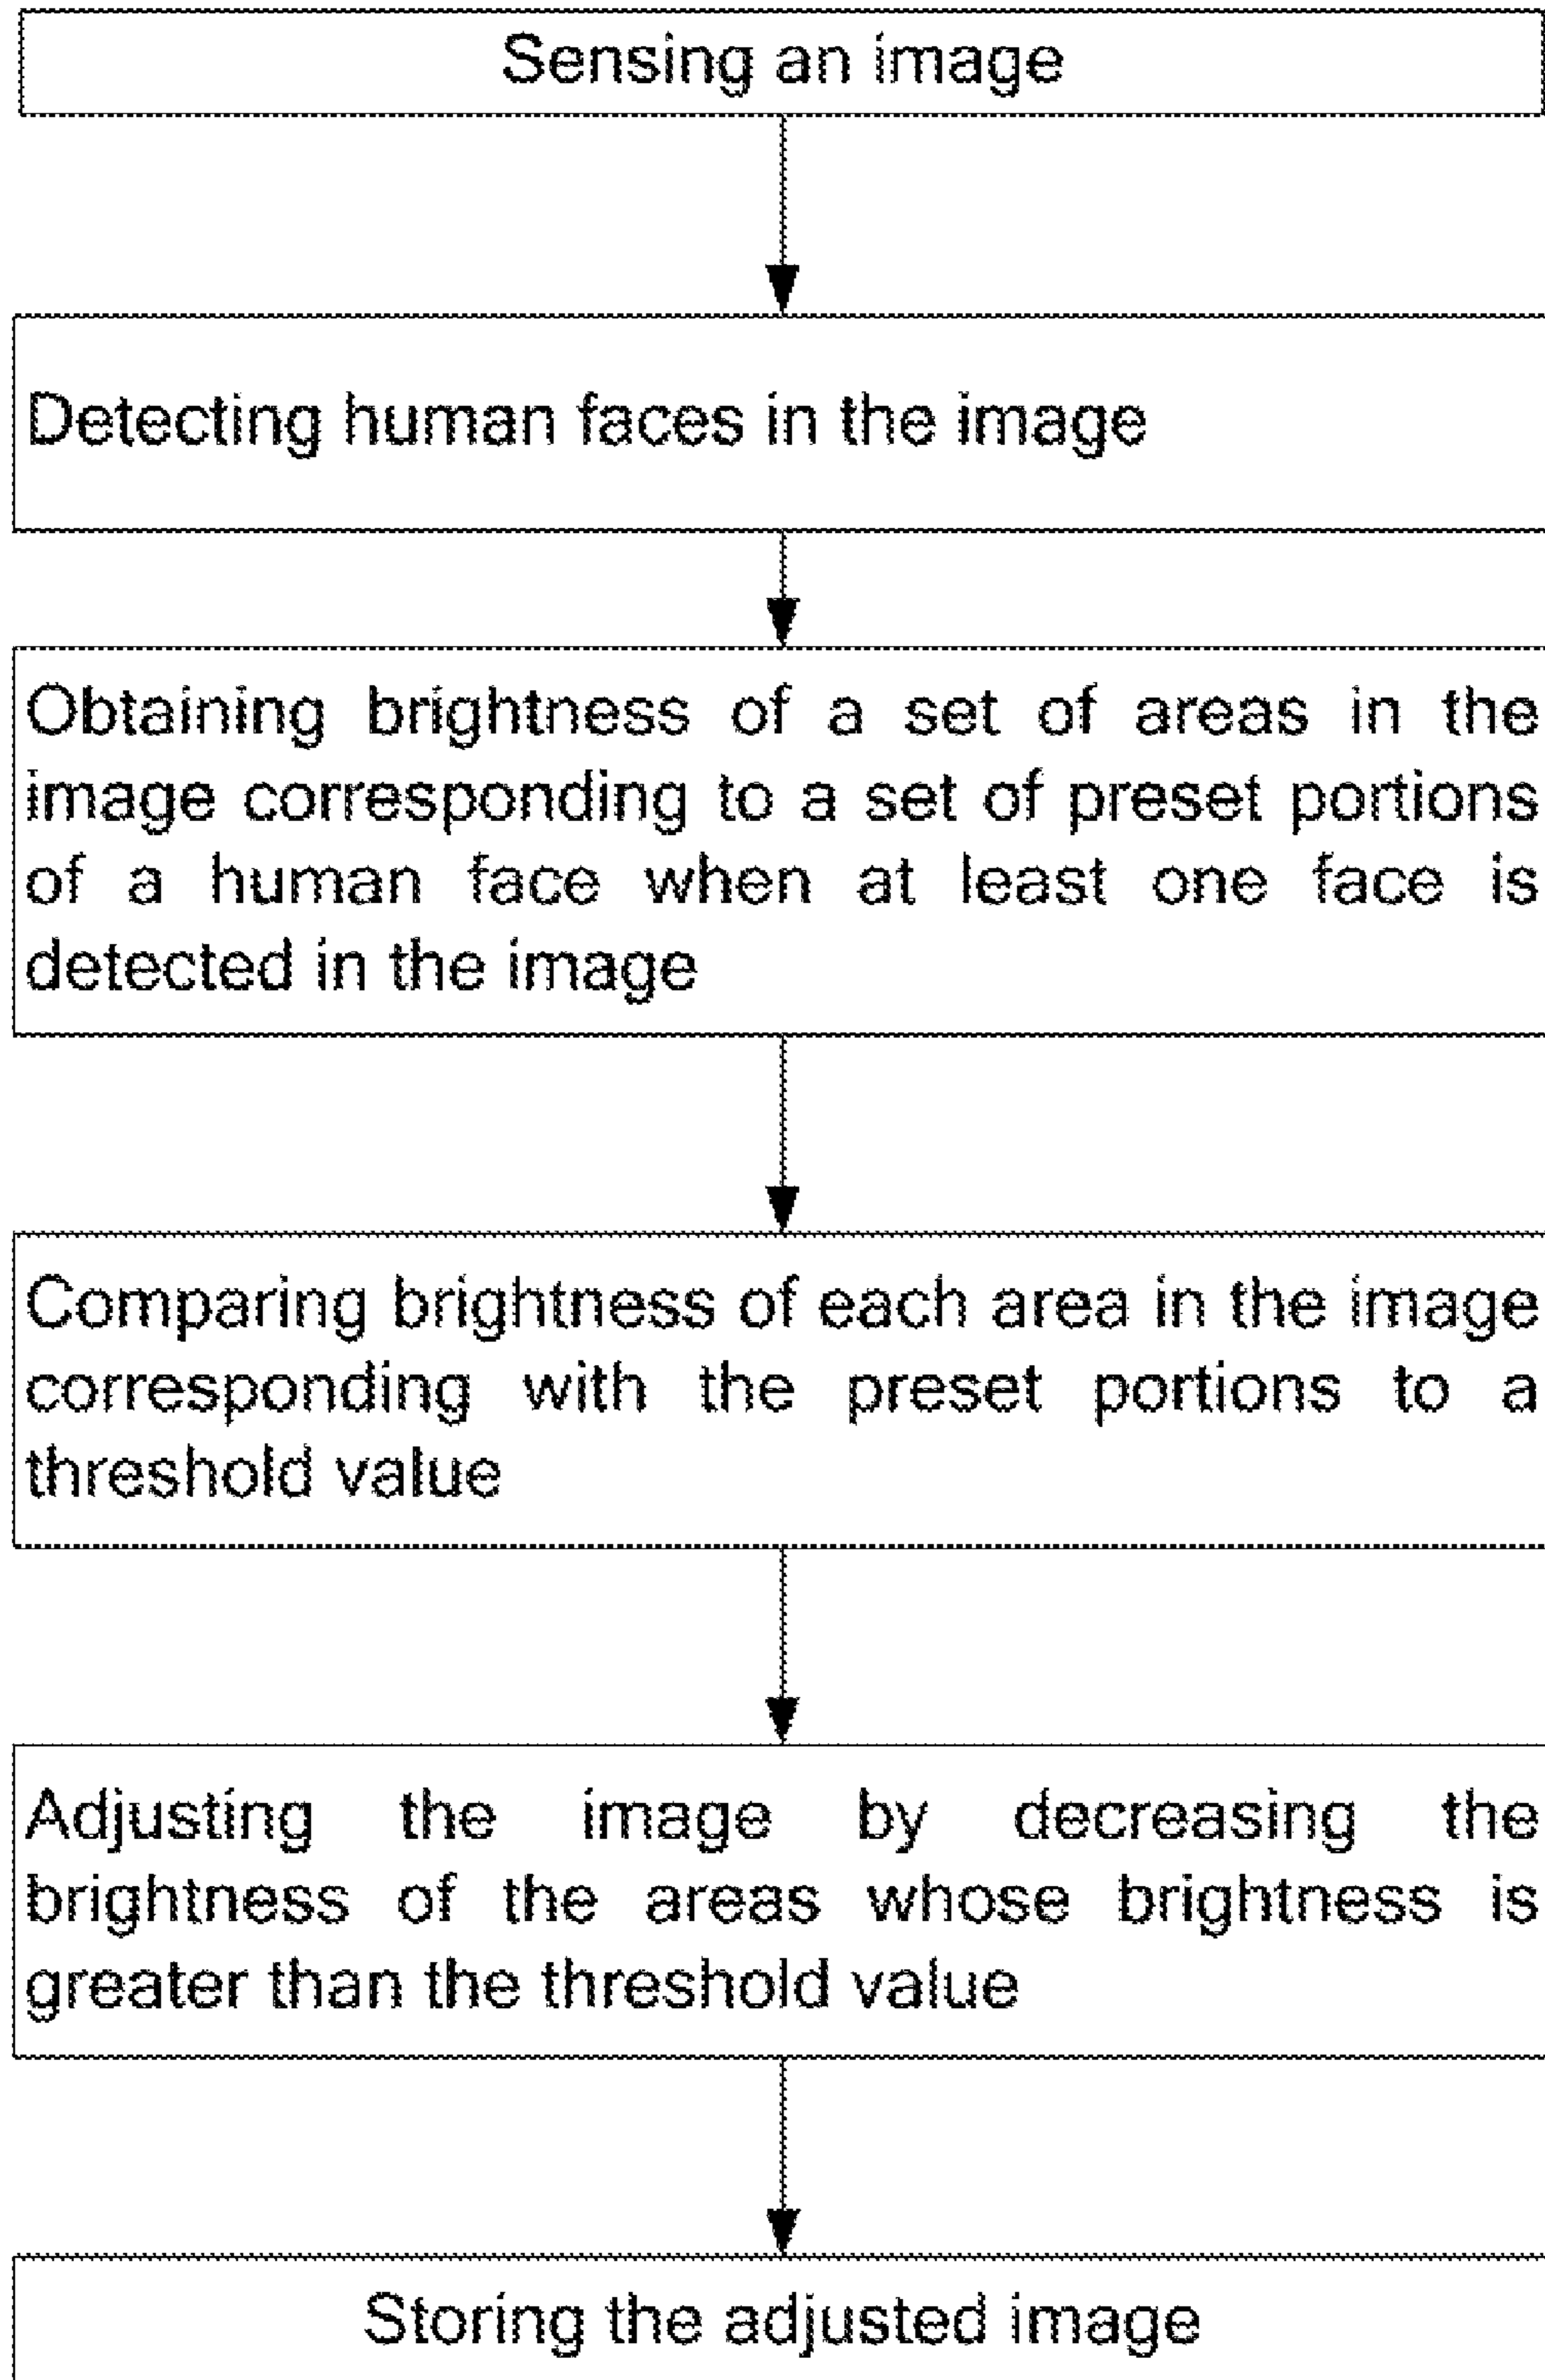 Sensing an image
Detecting human faces in the image
Obtaining brightness of a set of areas in the
image corresponding to a set of preset portions
of a human face when at least one face is
detected in the image
Comparing brightness of each area in the image
corresponding with the preset portions to a
threshold value
Adjusting the image by decreasing the
brightness of the areas whose brightness is
greater than the threshold value
Storing the adjusted image